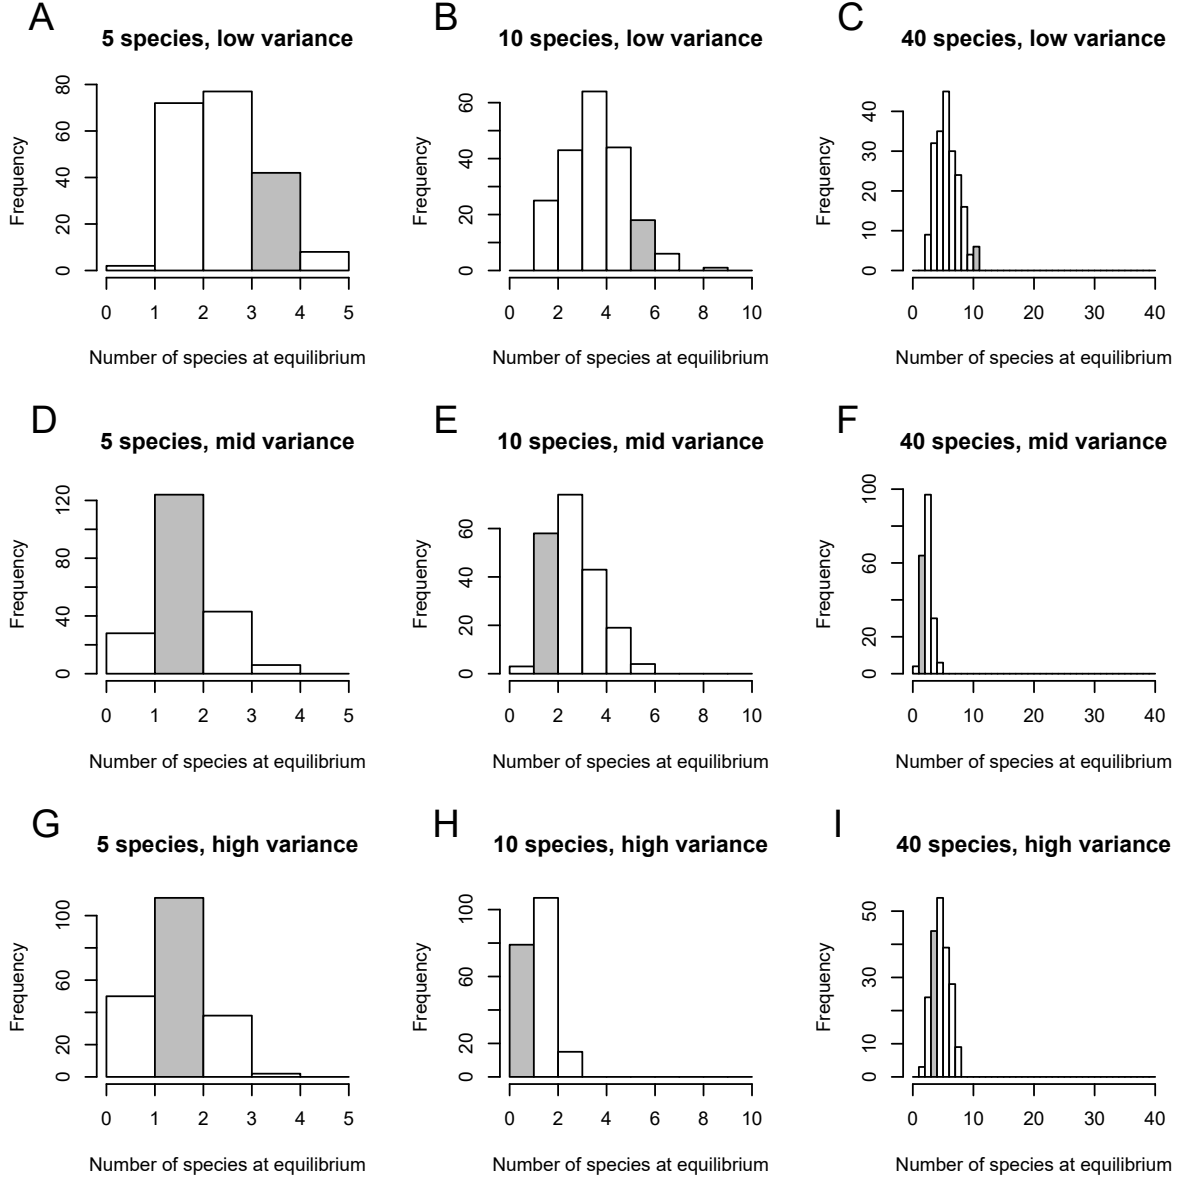 A
5 species, low variance
Frequency
0 20 40 60 80
0 1 2 3 4 5
Number of species at equilibrium
B
10 species, low variance
Frequency
0 20 40 60
0 2 4 6 8 10
Number of species at equilibrium
C
40 species, low variance
Frequency
0 10 20 30 40
0 10 20 30 40
Number of species at equilibrium
D
5 species, mid variance
Frequency
0 40 80 120
0 1 2 3 4 5
Number of species at equilibrium
E
10 species, mid variance
Frequency
0 20 40 60
0 2 4 6 8 10
Number of species at equilibrium
F
40 species, mid variance
Frequency
0 20 60 100
0 10 20 30 40
Number of species at equilibrium
G
5 species, high variance
Frequency
0 20 60 100
0 1 2 3 4 5
Number of species at equilibrium
H
10 species, high variance
Frequency
0 20 60 100
0 2 4 6 8 10
Number of species at equilibrium
I
40 species, high variance
Frequency
0 10 30 50
0 10 20 30 40
Number of species at equilibrium